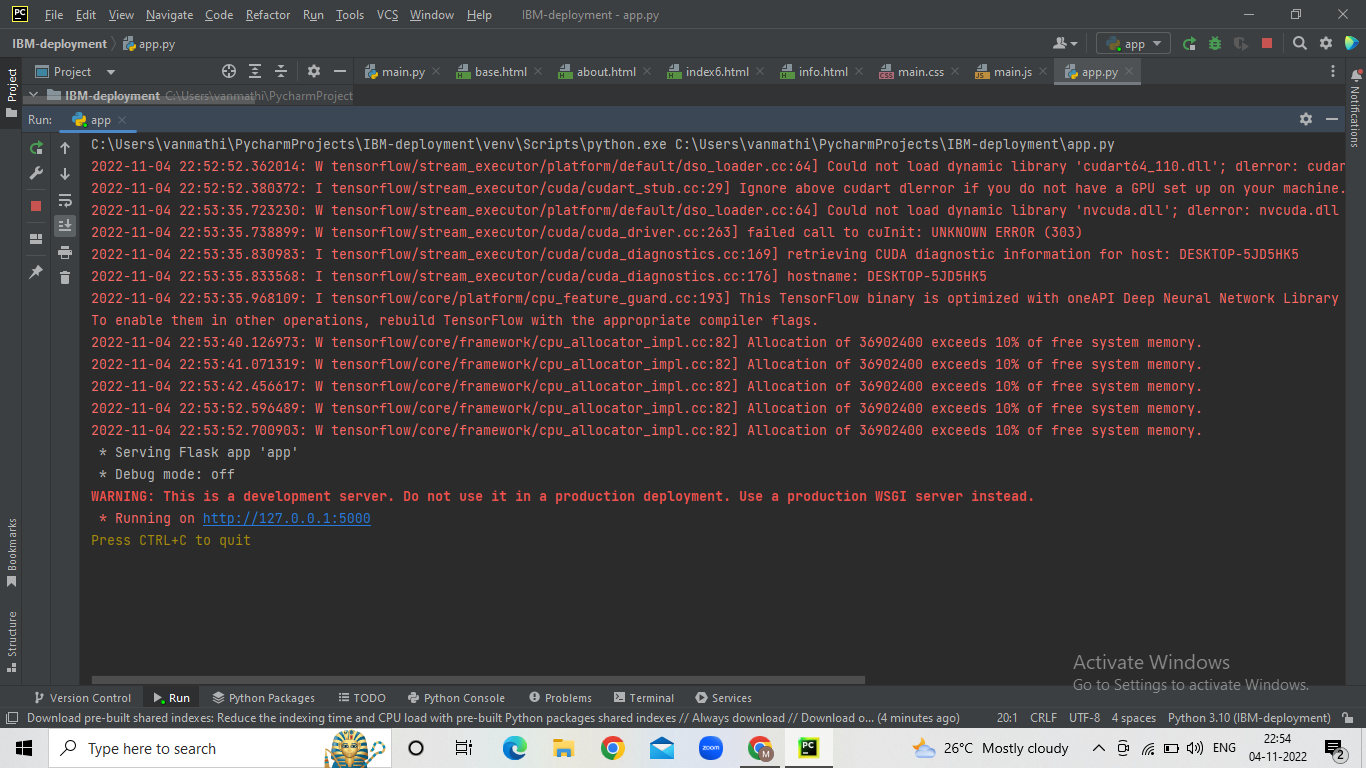 PC File Edit View Navigate Code Refactor Run Tools VCS Window Help IBM-deployment - app.py
IBM-deployment app.py app
Project main.py base.html about.html index6.html info.html main.css main.js app.py
IBM-deployment C:\Users\vanmathi\PycharmProject
Project
Notifications
Run: app
C:\Users\vanmathi\PycharmProjects\IBM-deployment\venv\Scripts\python.exe C:\Users\vanmathi\PycharmProjects\IBM-deployment\app.py
2022-11-04 22:52:52.362014: W tensorflow/stream_executor/platform/default/dso_loader.cc:64] Could not load dynamic library 'cudart64_110.dll'; dlerror: cudar
2022-11-04 22:52:52.380372: I tensorflow/stream_executor/cuda/cudart_stub.cc:29] Ignore above cudart dlerror if you do not have a GPU set up on your machine.
2022-11-04 22:53:35.723230: W tensorflow/stream_executor/platform/default/dso_loader.cc:64] Could not load dynamic library 'nvcuda.dll'; dlerror: nvcuda.dll
2022-11-04 22:53:35.738899: W tensorflow/stream_executor/cuda/cuda_driver.cc:263] failed call to cuInit: UNKNOWN ERROR (303)
2022-11-04 22:53:35.830983: I tensorflow/stream_executor/cuda/cuda_diagnostics.cc:169] retrieving CUDA diagnostic information for host: DESKTOP-5JD5HK5
2022-11-04 22:53:35.833568: I tensorflow/stream_executor/cuda/cuda_diagnostics.cc:176] hostname: DESKTOP-5JD5HK5
2022-11-04 22:53:35.968109: I tensorflow/core/platform/cpu_feature_guard.cc:193] This TensorFlow binary is optimized with oneAPI Deep Neural Network Library
To enable them in other operations, rebuild TensorFlow with the appropriate compiler flags.
2022-11-04 22:53:40.126973: W tensorflow/core/framework/cpu_allocator_impl.cc:82] Allocation of 36902400 exceeds 10% of free system memory.
2022-11-04 22:53:41.071319: W tensorflow/core/framework/cpu_allocator_impl.cc:82] Allocation of 36902400 exceeds 10% of free system memory.
2022-11-04 22:53:42.456617: W tensorflow/core/framework/cpu_allocator_impl.cc:82] Allocation of 36902400 exceeds 10% of free system memory.
2022-11-04 22:53:52.596489: W tensorflow/core/framework/cpu_allocator_impl.cc:82] Allocation of 36902400 exceeds 10% of free system memory.
2022-11-04 22:53:52.700903: W tensorflow/core/framework/cpu_allocator_impl.cc:82] Allocation of 36902400 exceeds 10% of free system memory.
* Serving Flask app 'app'
* Debug mode: off
WARNING: This is a development server. Do not use it in a production deployment. Use a production WSGI server instead.
* Running on http://127.0.0.1:5000
Press CTRL+C to quit
Bookmarks
Structure
Activate Windows
Go to Settings to activate Windows.
Version Control Run Python Packages TODO Python Console Problems Terminal Services
Download pre-built shared indexes: Reduce the indexing time and CPU load with pre-built Python packages shared indexes // Always download // Download o... (4 minutes ago) 20:1 CRLF UTF-8 4 spaces Python 3.10 (IBM-deployment)
Type here to search zoom M PC 26°C Mostly cloudy ENG 22:54
04-11-2022 2